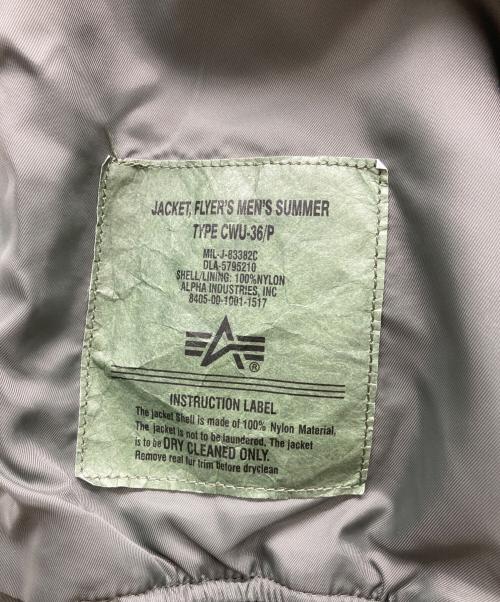 JACKET, FLYER'S MEN'S SUMMER
TYPE CWU-36/P
MIL-J-83382C
DLA-5795210
SHELL/LINING: 100%NYLON
ALPHA INDUSTRIES, INC
8405-00-1001-1517
®
INSTRUCTION LABEL
The jacket Shell is made of 100% Nylon Material.
The jacket is not to be laundered. The jacket
is to be DRY CLEANED ONLY.
Remove real fur trim before dryclean